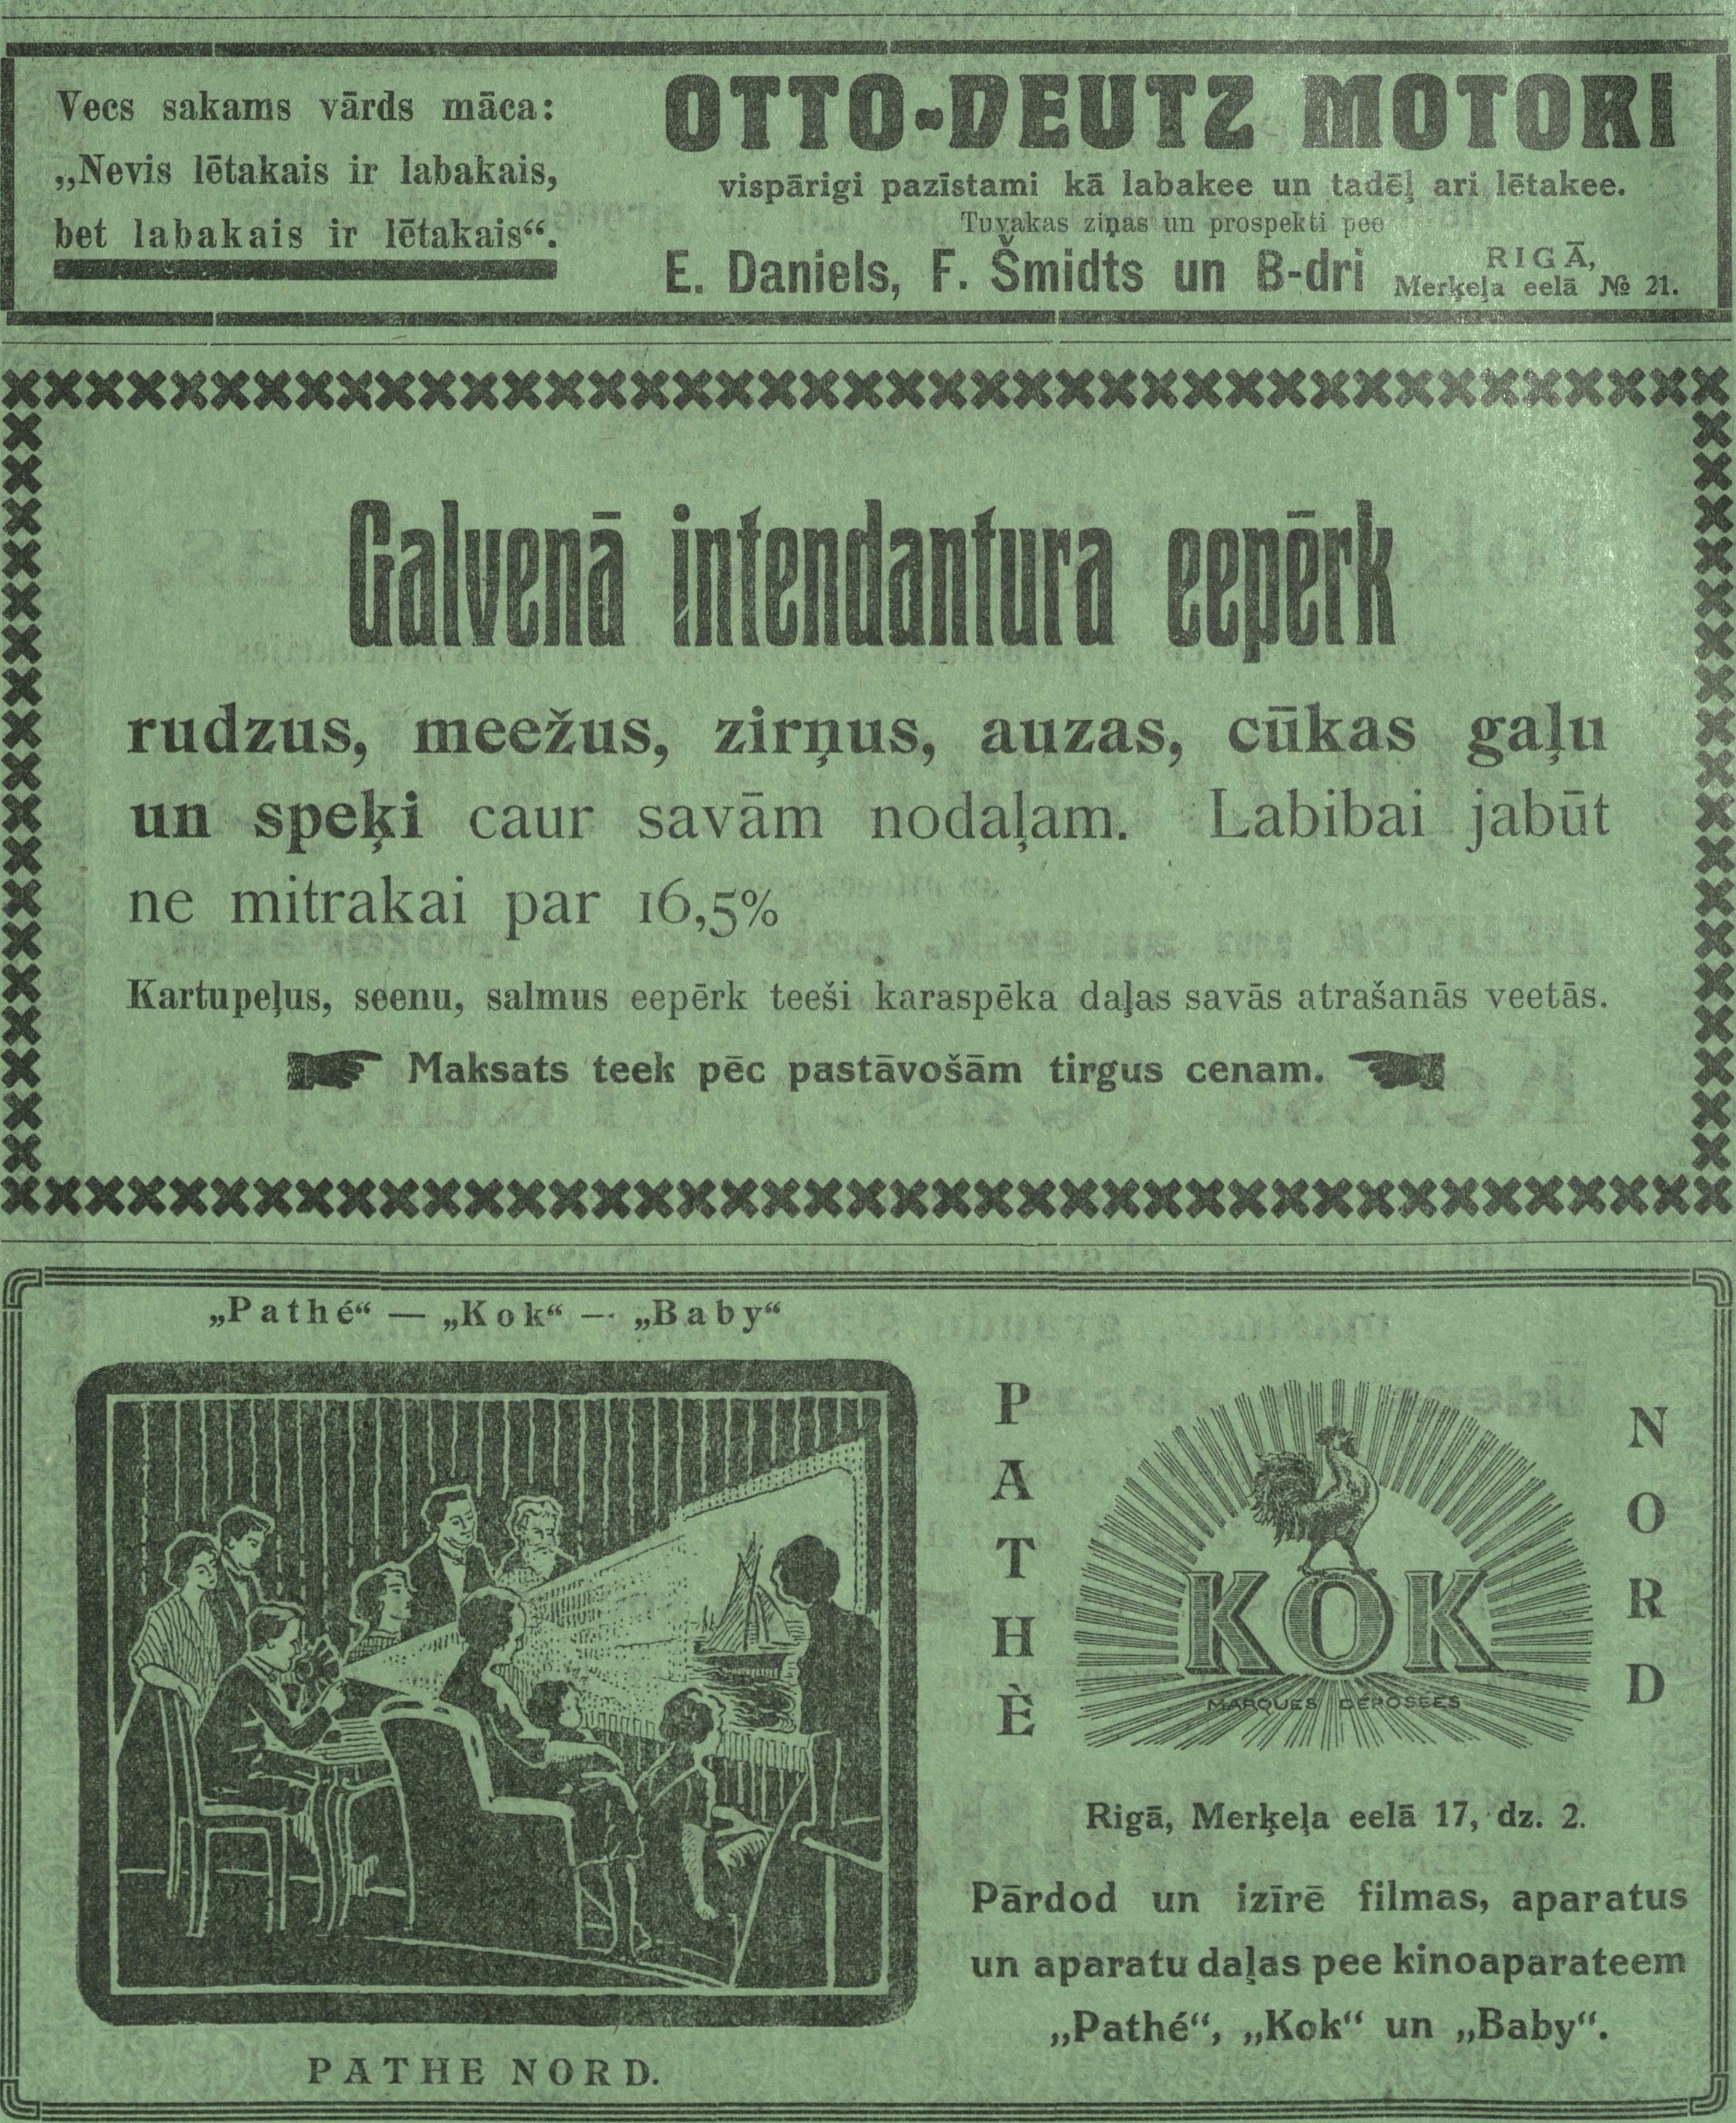 Vecs sakams vārds māca:
„Nevis lētakais ir labakais,
bet labakais ir lētakais“.
OTTO-DEUTZ MOTORI
vispārigi pazīstami kā labakee un tadēļ ari lētakee.
Tuvakas ziņas un prospekti pee
E. Daniels, F. Šmidts un B-dri
RIGĀ,
Merķeļa eelā № 21.
Galvenā intendantura eepērk
rudzus, meežus, zirņus, auzas, cūkas gaļu
un speķi caur savām nodaļam. Labibai jabūt
ne mitrakai par 16,5%
Kartupeļus, seenu, salmus eepērk teeši karaspēka daļas savās atrašanās veetās.
Maksats teek pēc pastāvošām tirgus cenam.
„Pathé“ — „Kok“ — „Baby“
PATHE NORD.
PATHÈ
KOK
MARQUES DÉPOSÉES
NORD
Rigā, Merķeļa eelā 17, dz. 2.
Pārdod un izīrē filmas, aparatus
un aparatu daļas pee kinoaparateem
„Pathé“, „Kok“ un „Baby“.